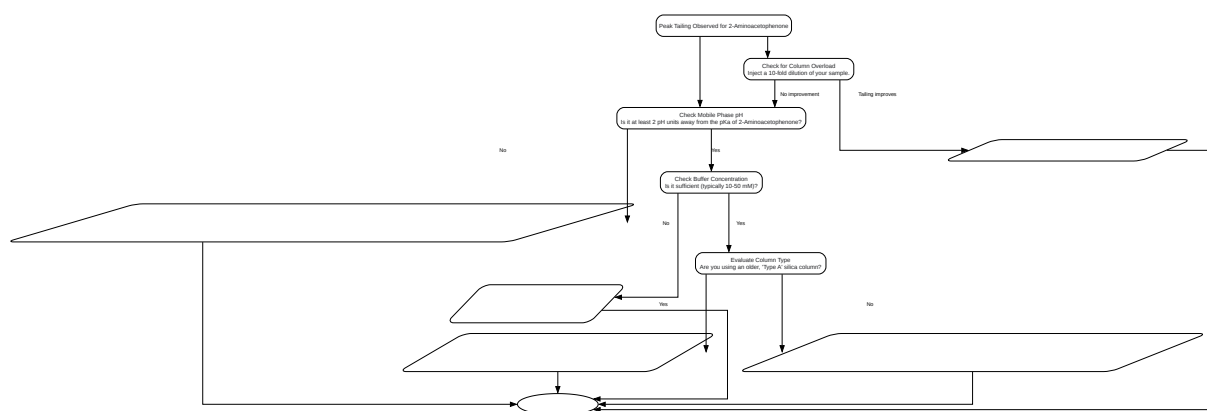 Peak Tailing Observed for 2-Aminoacetophenone
Check for Column Overload
Inject a 10-fold dilution of your sample.
No improvement
Tailing improves
Check Mobile Phase pH
Is it at least 2 pH units away from the pKa of 2-Aminoacetophenone?
No
Yes
Check Buffer Concentration
Is it sufficient (typically 10-50 mM)?
No
Yes
Evaluate Column Type
Are you using an older, 'Type A' silica column?
Yes
No